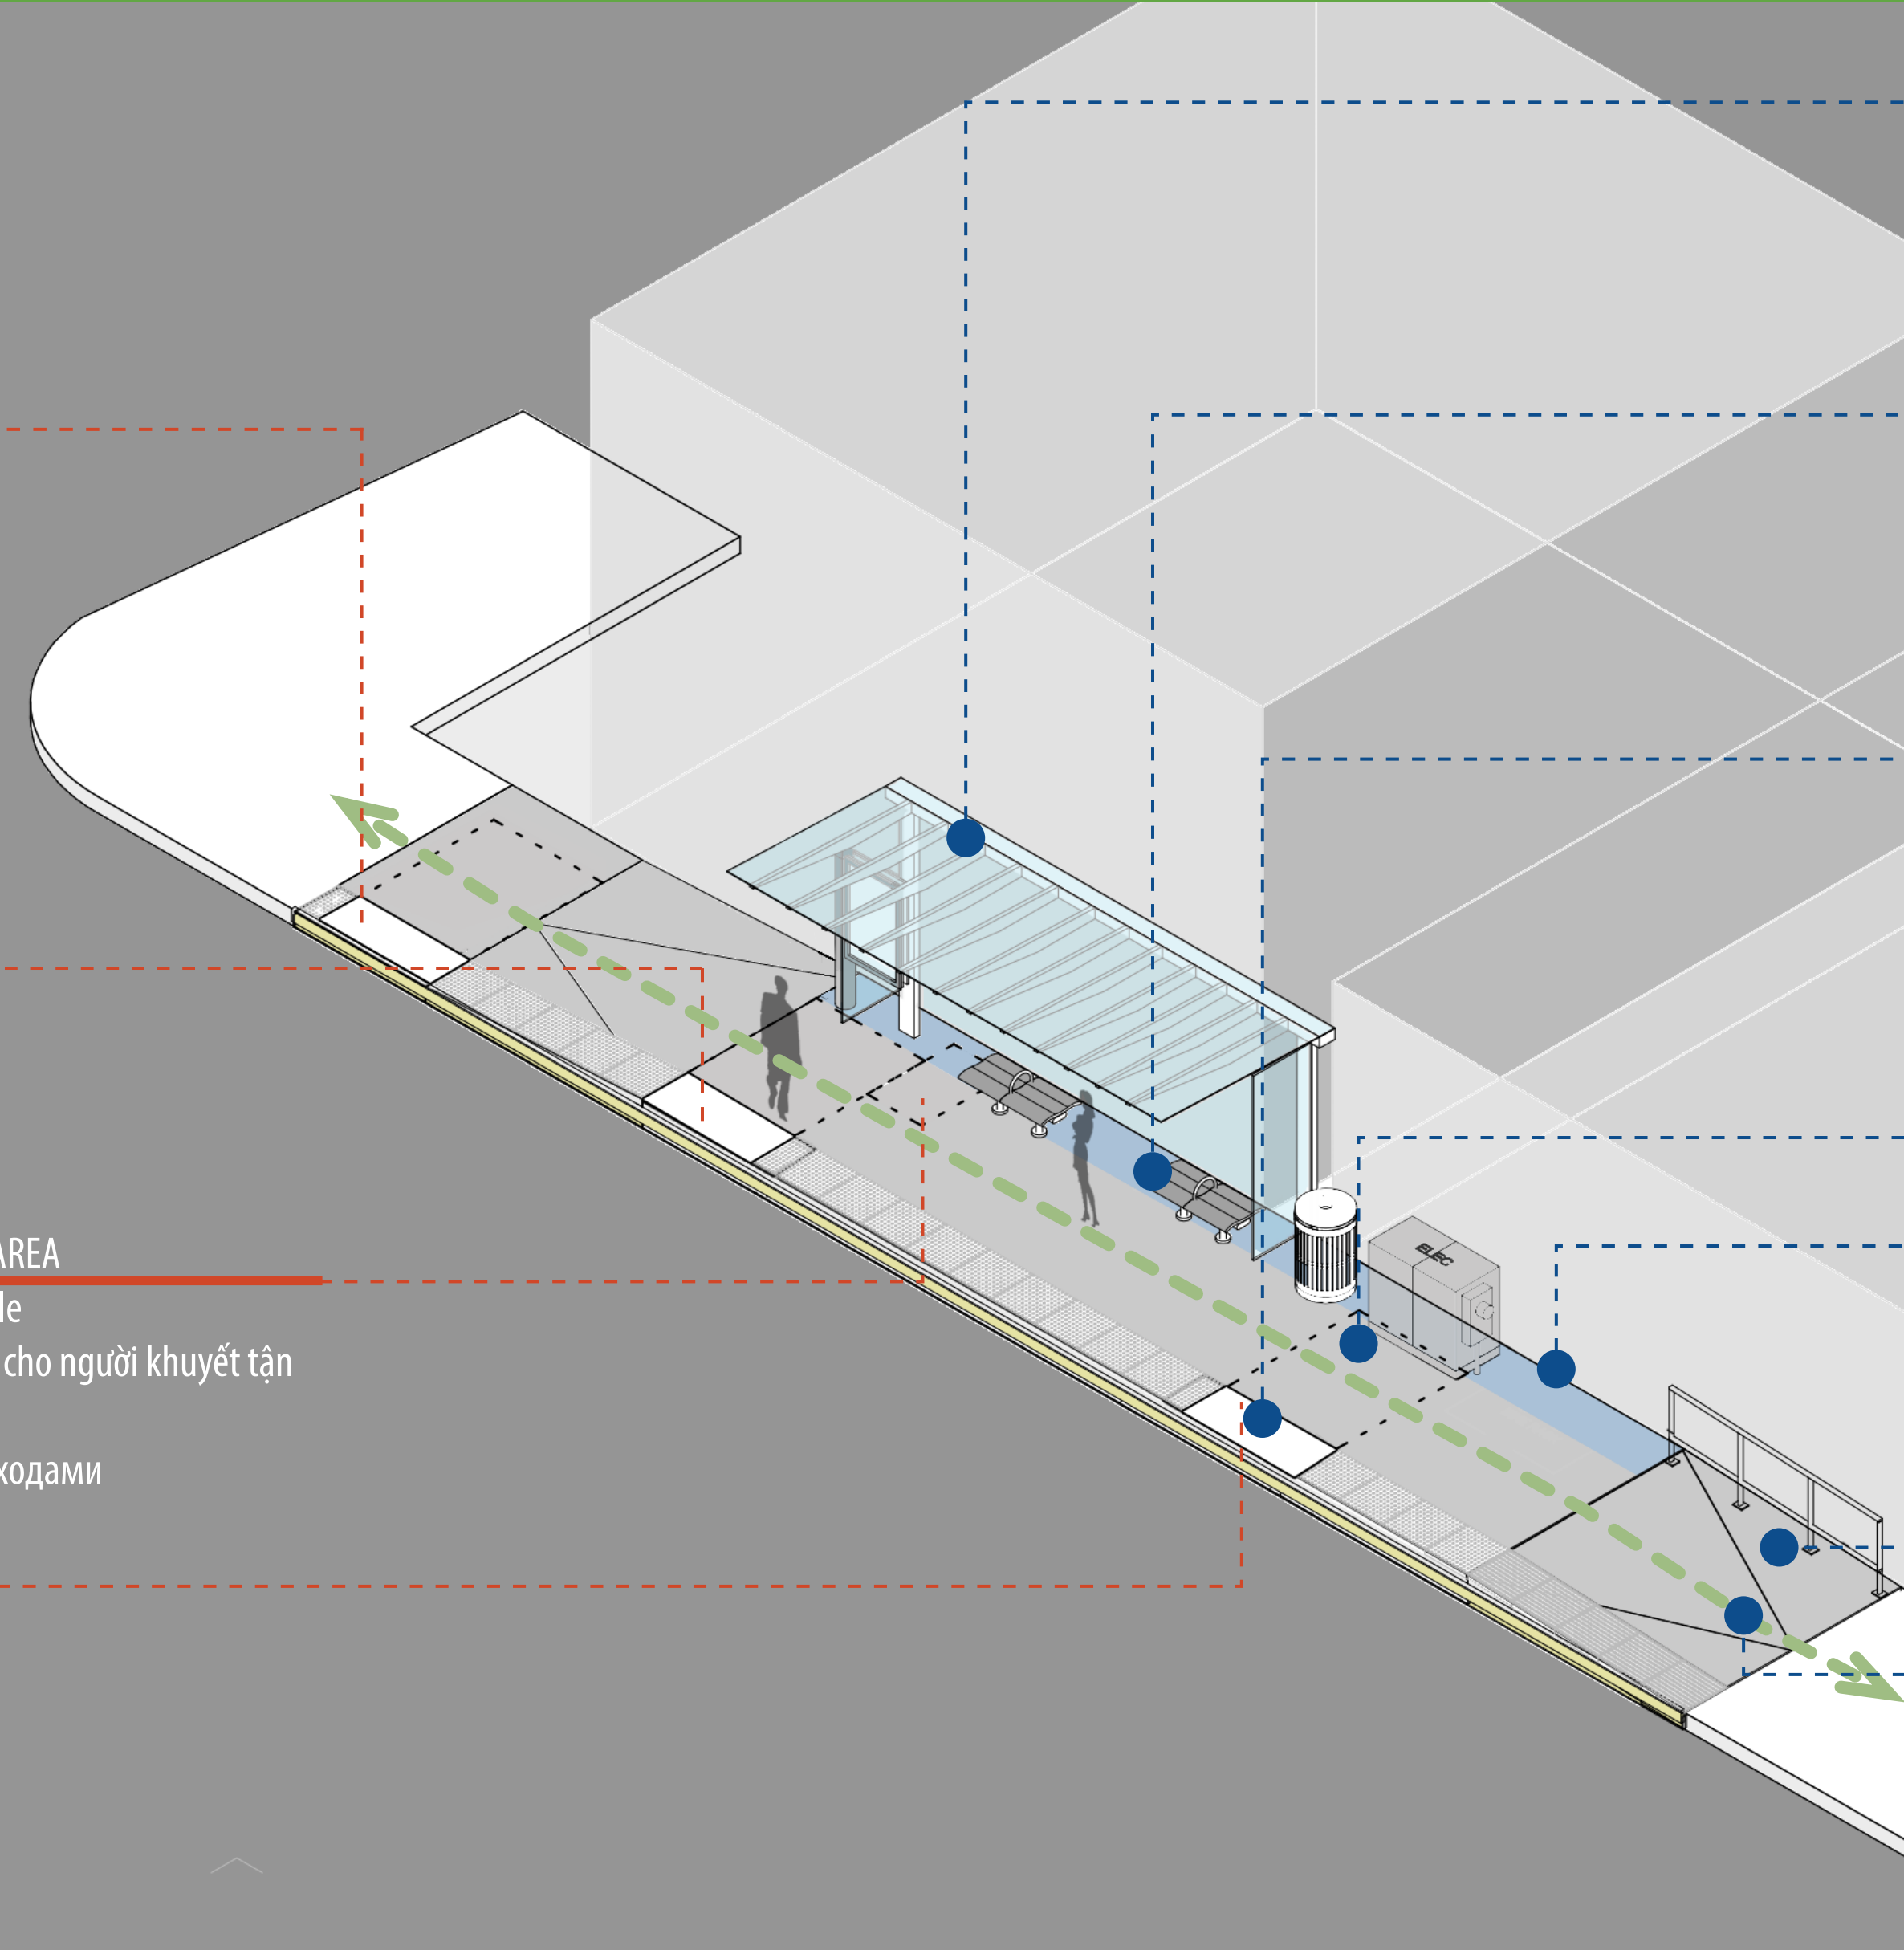 AREA
ELEC
le
cho người khuyết tận
ходами